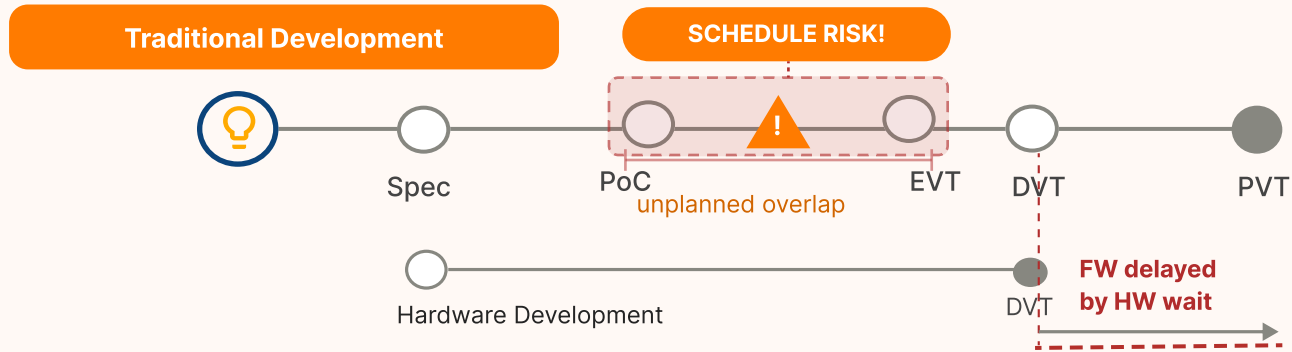 Traditional Development
SCHEDULE RISK!
!
Spec
PoC
EVT
DVT
PVT
unplanned overlap
Hardware Development
DVT
FW delayed
by HW wait